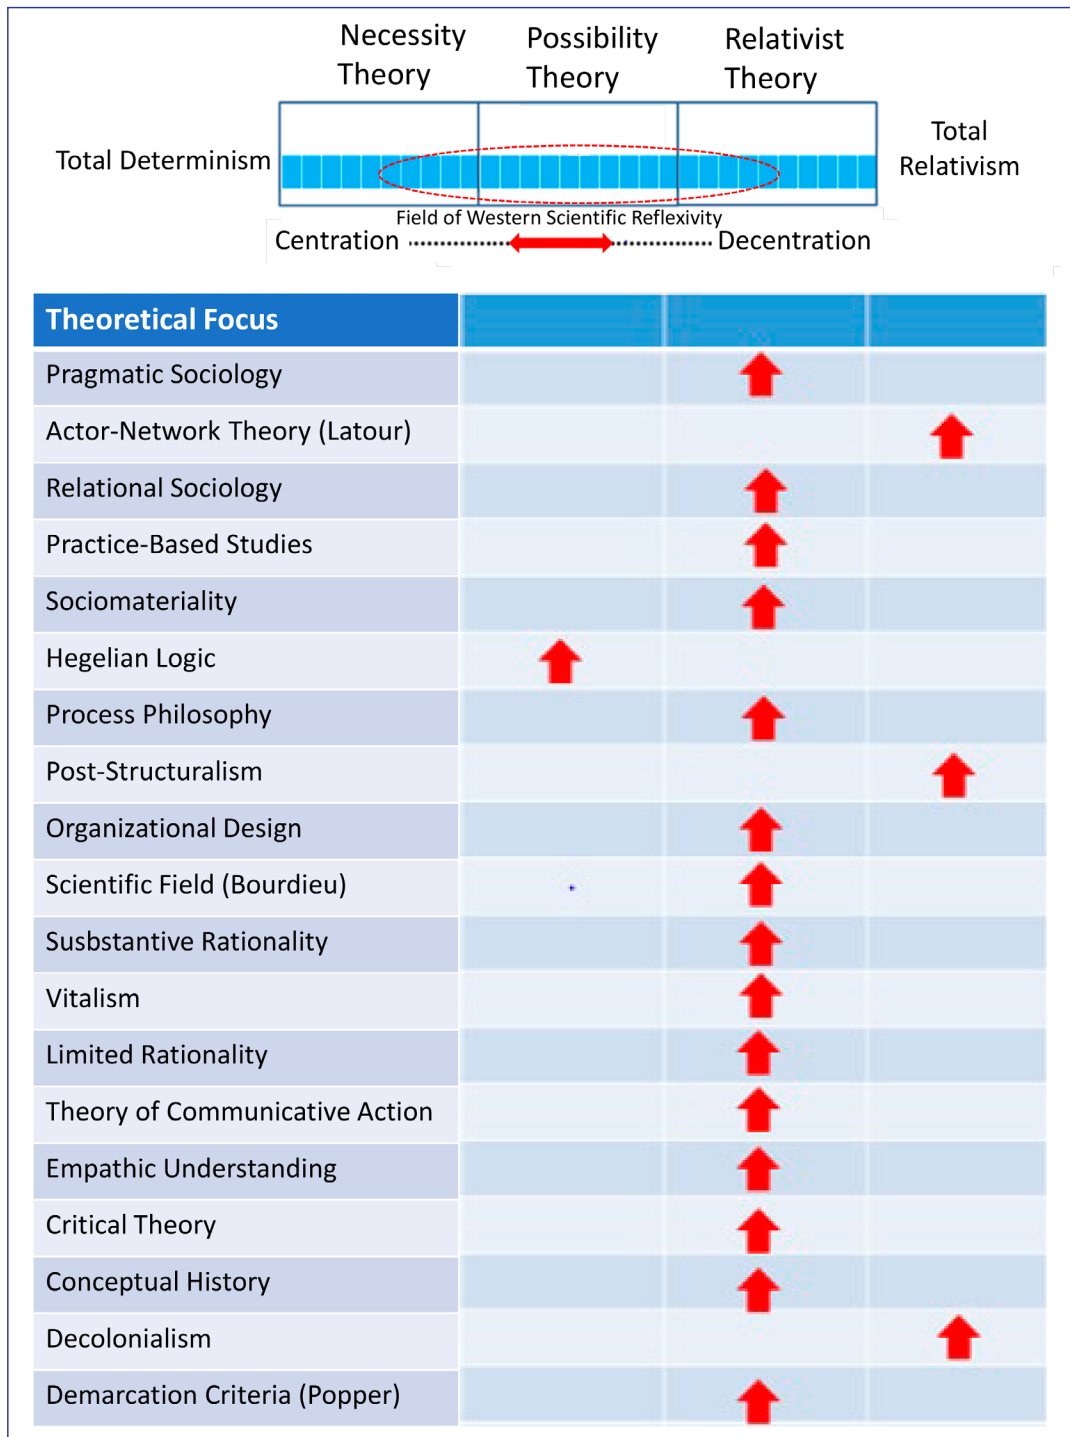 Necessity
Theory
Possibility
Theory
Relativist
Theory
Total Determinism
Total
Relativism
Field of Western Scientific Reflexivity
Centration
Decentration
Theoretical Focus
Pragmatic Sociology
Actor-Network Theory (Latour)
Relational Sociology
Practice-Based Studies
Sociomateriality
Hegelian Logic
Process Philosophy
Post-Structuralism
Organizational Design
Scientific Field (Bourdieu)
Susbstantive Rationality
Vitalism
Limited Rationality
Theory of Communicative Action
Empathic Understanding
Critical Theory
Conceptual History
Decolonialism
Demarcation Criteria (Popper)